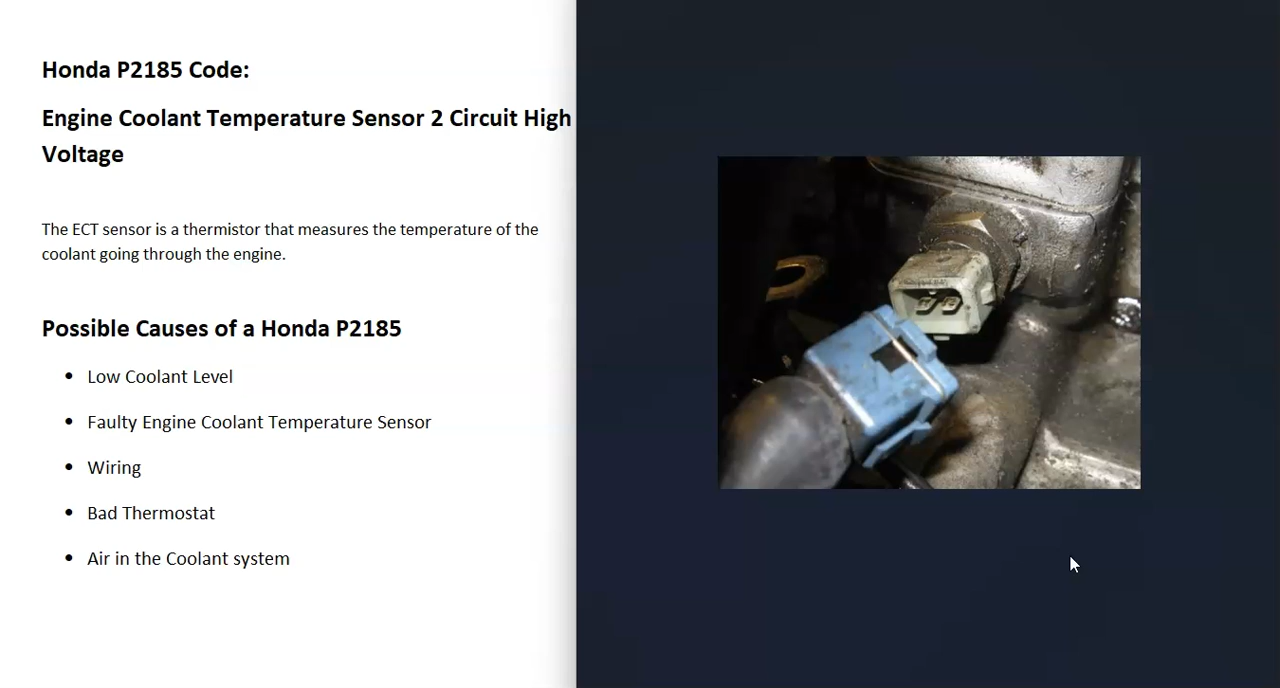 Honda P2185 Code:
Engine Coolant Temperature Sensor 2 Circuit High
Voltage
The ECT sensor is a thermistor that measures the temperature of the
coolant going through the engine.
Possible Causes of a Honda P2185
• Low Coolant Level
• Faulty Engine Coolant Temperature Sensor
• Wiring
• Bad Thermostat
• Air in the Coolant system